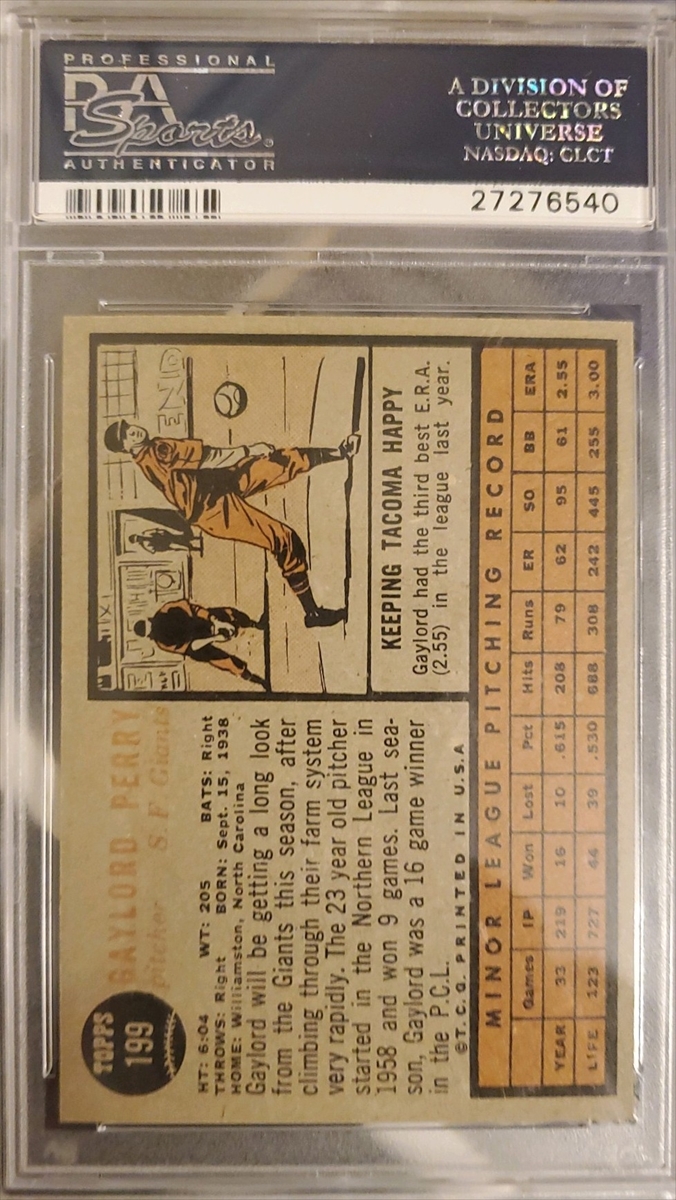 PROFESSIONAL
PSA
Sports
AUTHENTICATOR
A DIVISION OF
COLLECTORS
UNIVERSE
NASDAQ: CLCT
27276540
TOPPS
199
GAYLORD PERRY
pitcher S. F. Giants
HT: 6:04 WT: 205 BATS: Right
THROWS: Right BORN: Sept. 15, 1938
HOME: Williamston, North Carolina
Gaylord will be getting a long look
from the Giants this season, after
climbing through their farm system
very rapidly. The 23 year old pitcher
started in the Northern League in
1958 and won 9 games. Last sea-
son, Gaylord was a 16 game winner
in the P.C.L.
©T.C.G. PRINTED IN U.S.A
END
KEEPING TACOMA HAPPY
Gaylord had the third best E.R.A.
(2.55) in the league last year.
MINOR LEAGUE PITCHING RECORD
Games IP Won Lost Pct Hits Runs ER SO BB ERA
YEAR 33 219 16 10 .615 208 79 62 95 61 2.55
LIFE 123 727 44 39 .530 688 308 242 445 255 3.00